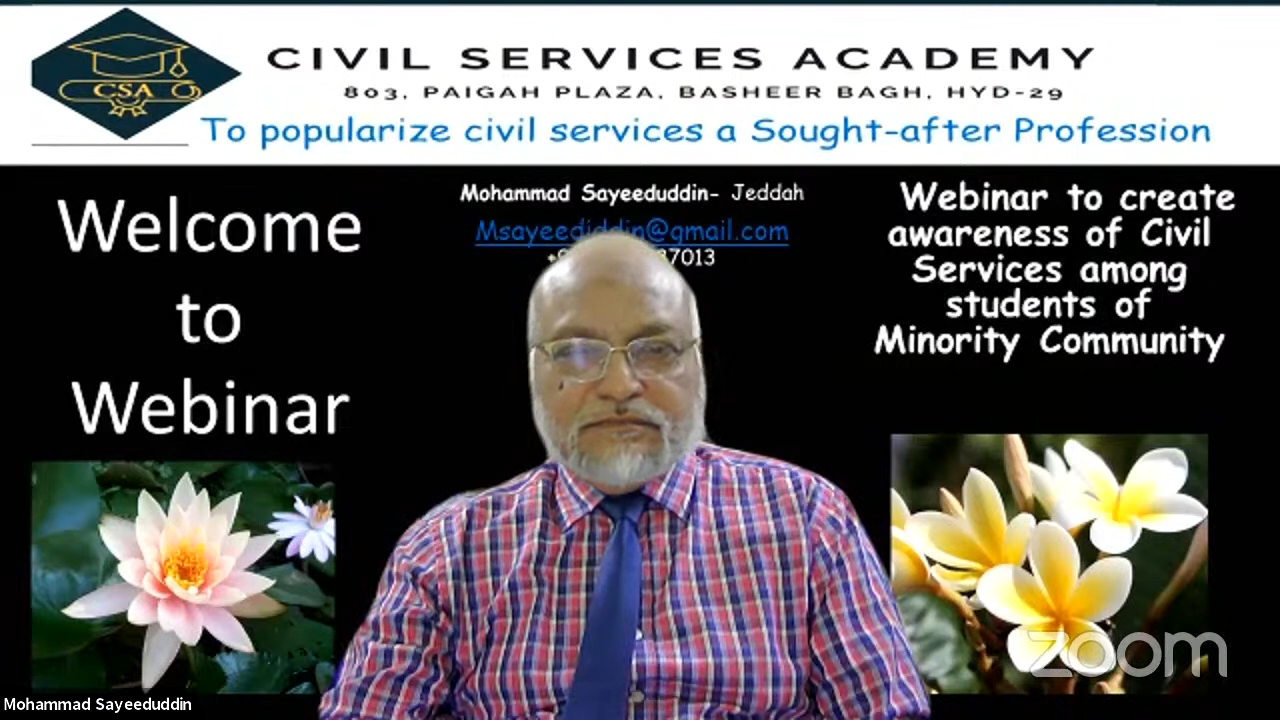 CSA
CIVIL SERVICES ACADEMY
803, PAIGAH PLAZA, BASHEER BAGH, HYD-29
To popularize civil services a Sought-after Profession
Welcome
to
Webinar
Mohammad Sayeeduddin- Jeddah
Msayeediddin@gmail.com
37013
Webinar to create
awareness of Civil
Services among
students of
Minority Community
zoom
Mohammad Sayeeduddin